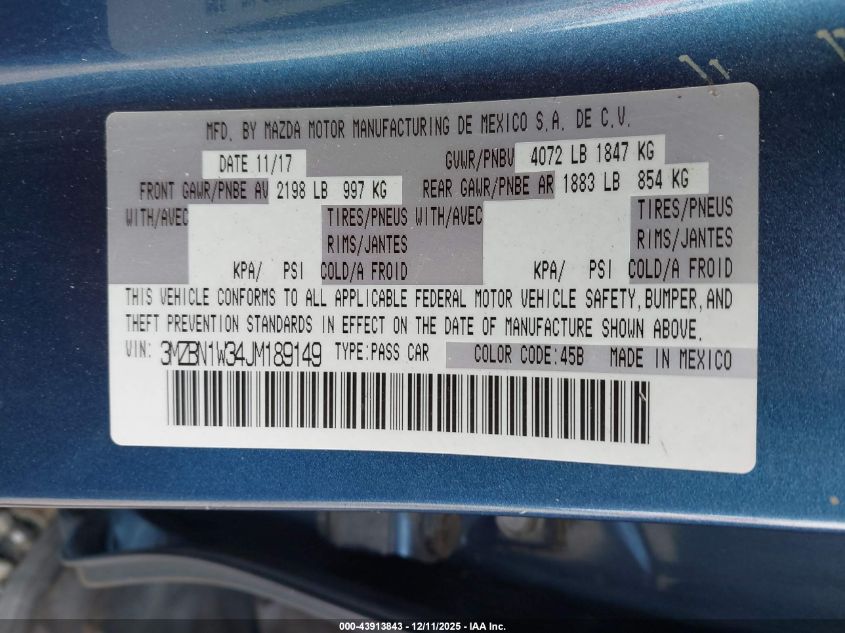 MFD. BY MAZDA MOTOR MANUFACTURING DE MEXICO S.A. DE C.V.
DATE 11/17 GVWR/PNBV 4072 LB 1847 KG
FRONT GAWR/PNBE AV 2198 LB 997 KG REAR GAWR/PNBE AR 1883 LB 854 KG
WITH/AVEC TIRES/PNEUS WITH/AVEC TIRES/PNEUS
RIMS/JANTES RIMS/JANTES
KPA/ PSI COLD/A FROID KPA/ PSI COLD/A FROID
THIS VEHICLE CONFORMS TO ALL APPLICABLE FEDERAL MOTOR VEHICLE SAFETY, BUMPER, AND
THEFT PREVENTION STANDARDS IN EFFECT ON THE DATE OF MANUFACTURE SHOWN ABOVE.
VIN: 3MZBN1W34JM189149 TYPE:PASS CAR COLOR CODE:45B MADE IN MEXICO
000-43913843 - 12/11/2025 - IAA Inc.